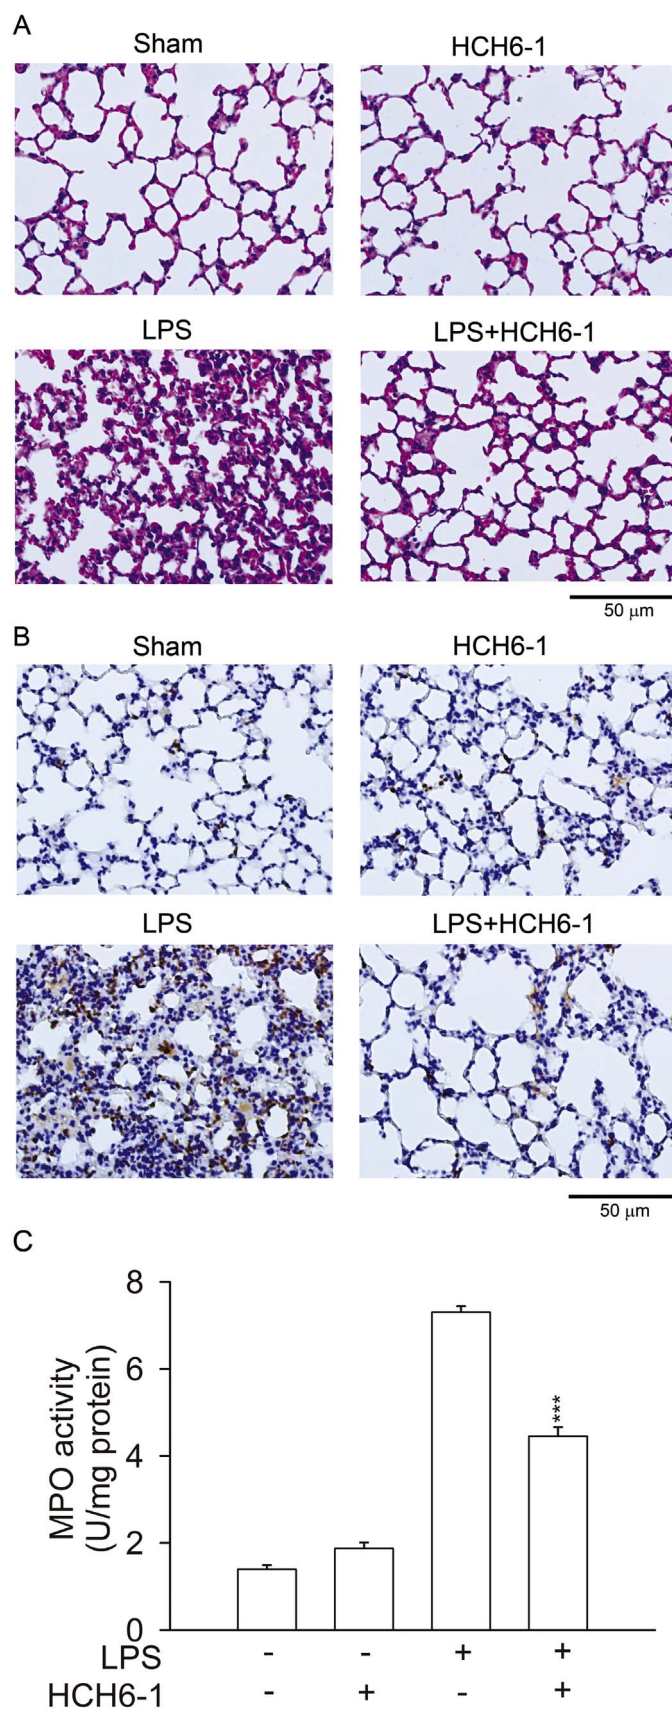 A
Sham HCH6-1
LPS LPS+HCH6-1
50 μm
B
Sham HCH6-1
LPS LPS+HCH6-1
50 μm
C
MPO activity
(U/mg protein)
8
6
4
2
0
***
LPS - - + +
HCH6-1 - + - +